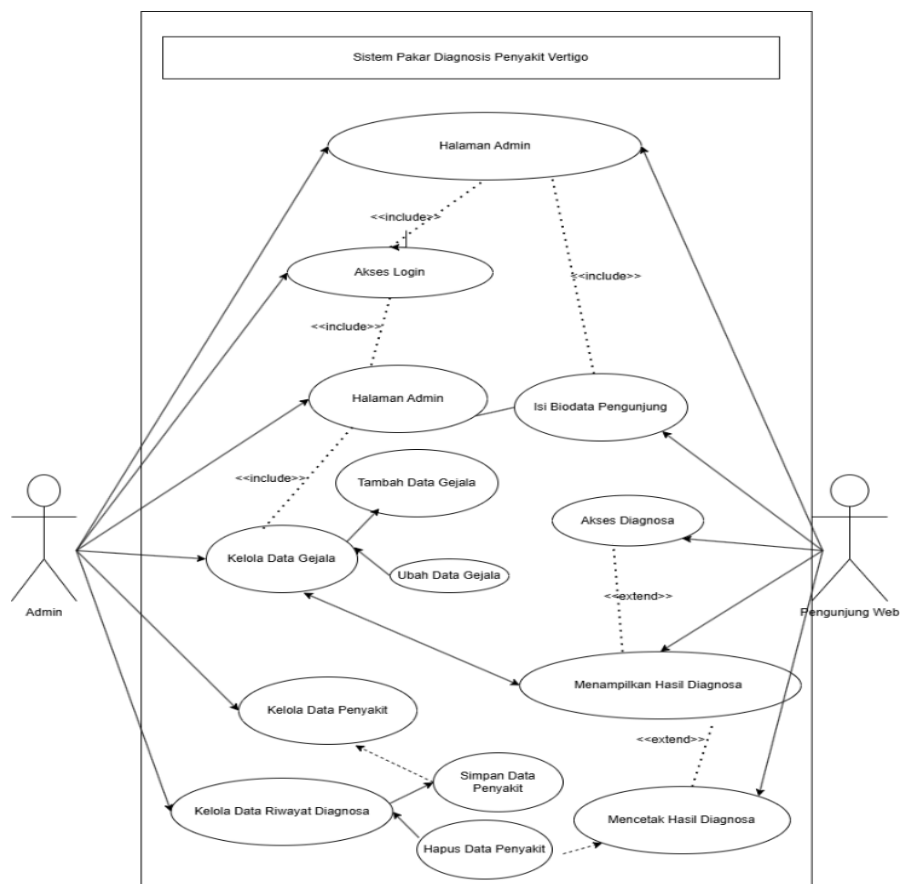 Sistem Pakar Diagnosis Penyakit Vertigo
Halaman Admin
<<include>>
Akses Login
<<include>>
<<include>>
Halaman Admin
Isi Biodata Pengunjung
<<include>>
Tambah Data Gejala
Akses Diagnosa
Kelola Data Gejala
Ubah Data Gejala
<<extend>>
Admin
Pengunjung Web
Menampilkan Hasil Diagnosa
Kelola Data Penyakit
<<extend>>
Simpan Data
Penyakit
Kelola Data Riwayat Diagnosa
Mencetak Hasil Diagnosa
Hapus Data Penyakit